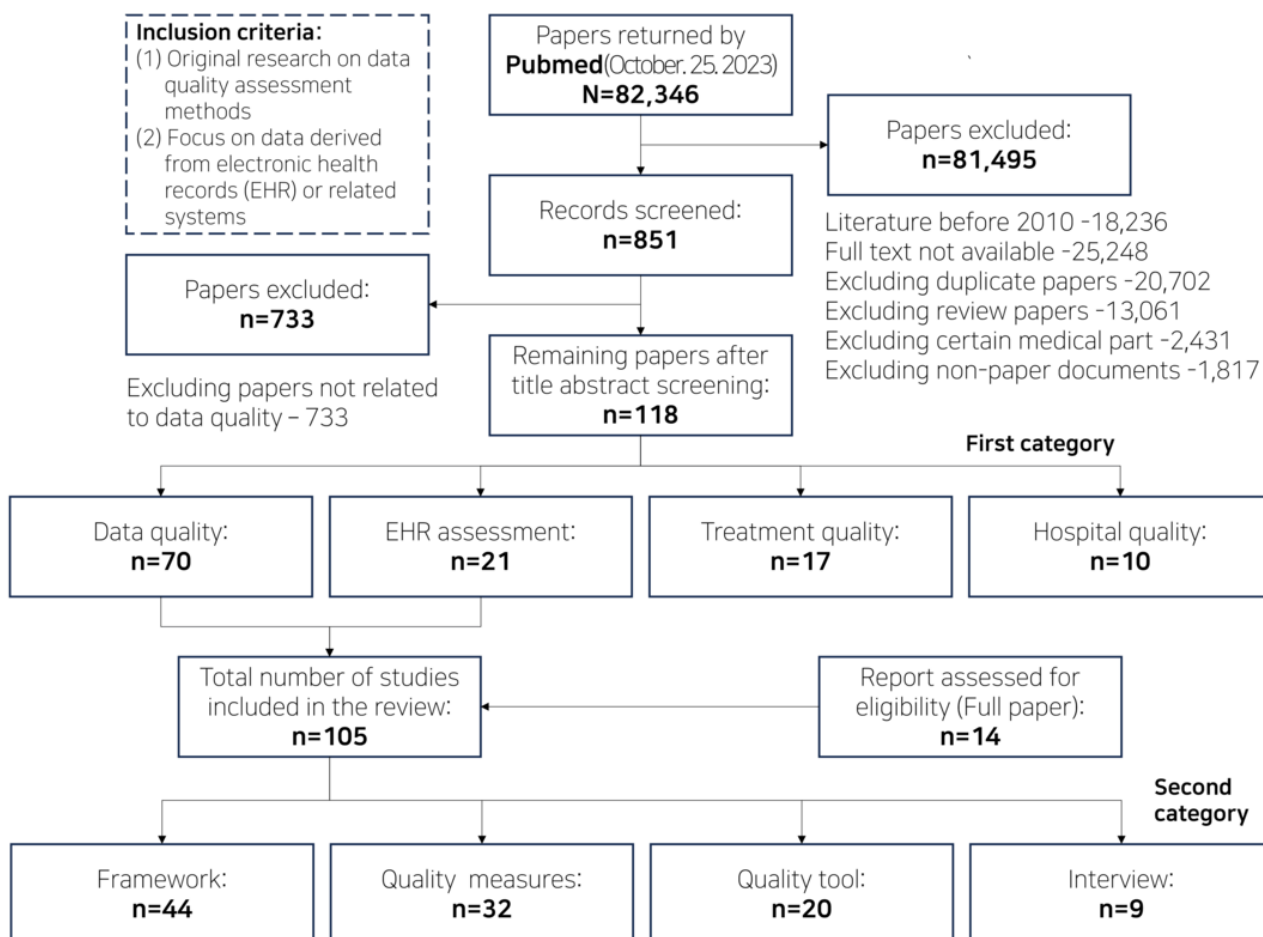 Inclusion criteria:
(1) Original research on data
quality assessment
methods
(2) Focus on data derived
from electronic health
records (EHR) or related
systems
Papers returned by
Pubmed(October. 25. 2023)
N=82,346
Papers excluded:
n=81,495
Literature before 2010 -18,236
Full text not available -25,248
Excluding duplicate papers -20,702
Excluding review papers -13,061
Excluding certain medical part -2,431
Excluding non-paper documents -1,817
Records screened:
n=851
Papers excluded:
n=733
Excluding papers not related
to data quality – 733
Remaining papers after
title abstract screening:
n=118
First category
Data quality:
n=70
EHR assessment:
n=21
Treatment quality:
n=17
Hospital quality:
n=10
Total number of studies
included in the review:
n=105
Report assessed for
eligibility (Full paper):
n=14
Second
category
Framework:
n=44
Quality measures:
n=32
Quality tool:
n=20
Interview:
n=9